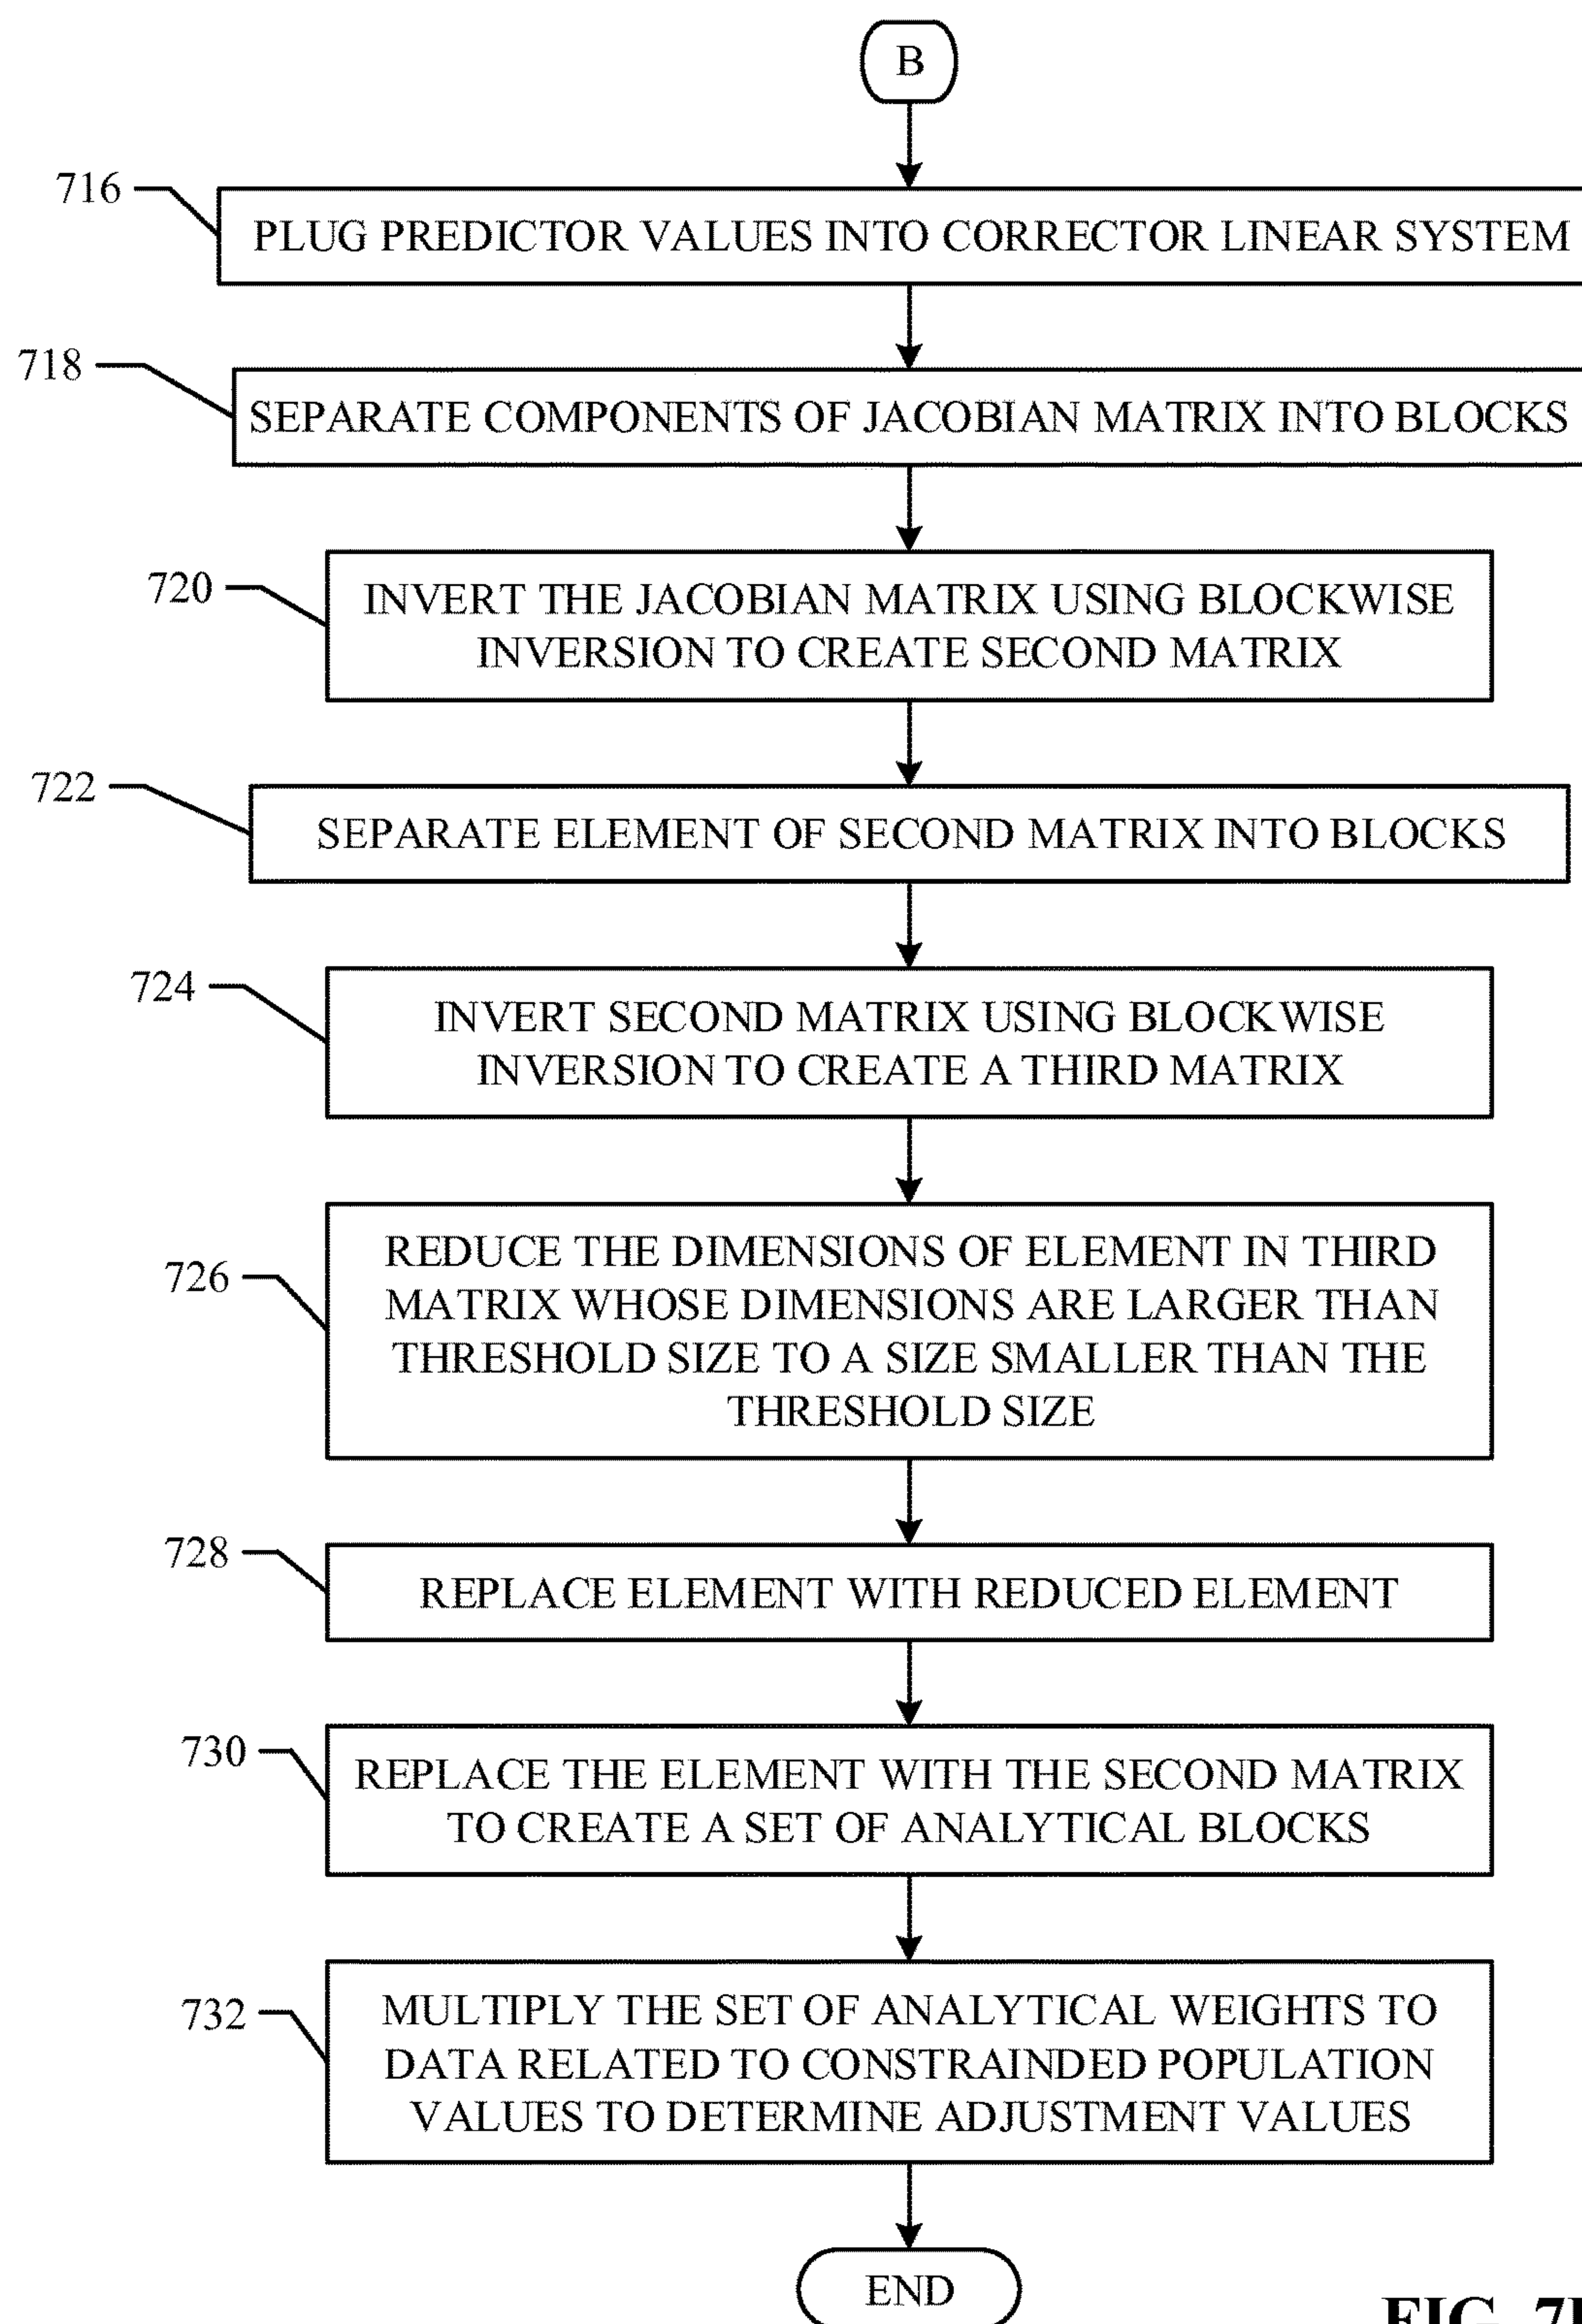 B
716
PLUG PREDICTOR VALUES INTO CORRECTOR LINEAR SYSTEM
718
SEPARATE COMPONENTS OF JACOBIAN MATRIX INTO BLOCKS
720
INVERT THE JACOBIAN MATRIX USING BLOCKWISE
INVERSION TO CREATE SECOND MATRIX
722
SEPARATE ELEMENT OF SECOND MATRIX INTO BLOCKS
724
INVERT SECOND MATRIX USING BLOCKWISE
INVERSION TO CREATE A THIRD MATRIX
726
REDUCE THE DIMENSIONS OF ELEMENT IN THIRD
MATRIX WHOSE DIMENSIONS ARE LARGER THAN
THRESHOLD SIZE TO A SIZE SMALLER THAN THE
THRESHOLD SIZE
728
REPLACE ELEMENT WITH REDUCED ELEMENT
730
REPLACE THE ELEMENT WITH THE SECOND MATRIX
TO CREATE A SET OF ANALYTICAL BLOCKS
732
MULTIPLY THE SET OF ANALYTICAL WEIGHTS TO
DATA RELATED TO CONSTRAINDED POPULATION
VALUES TO DETERMINE ADJUSTMENT VALUES
END
FIG.